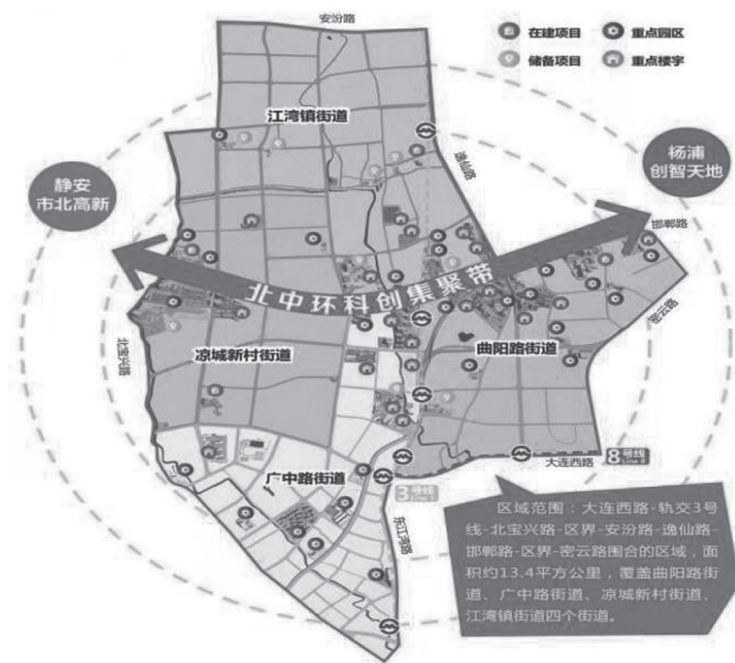 安汾路
在建项目
重点园区
储备项目
重点楼宇
江湾镇街道
逸仙路
杨浦
创智天地
静安
市北高新
邯郸路
北中环科创集聚带
密云路
北宝兴路
凉城新村街道
曲阳路街道
8号线
大连西路
广中路街道
3号线
东江湾路
区域范围：大连西路-轨交3号
线-北宝兴路-区界-安汾路-逸仙路-
邯郸路-区界-密云路围合的区域，面
积约13.4平方公里，覆盖曲阳路街
道、广中路街道、凉城新村街道、
江湾镇街道四个街道。